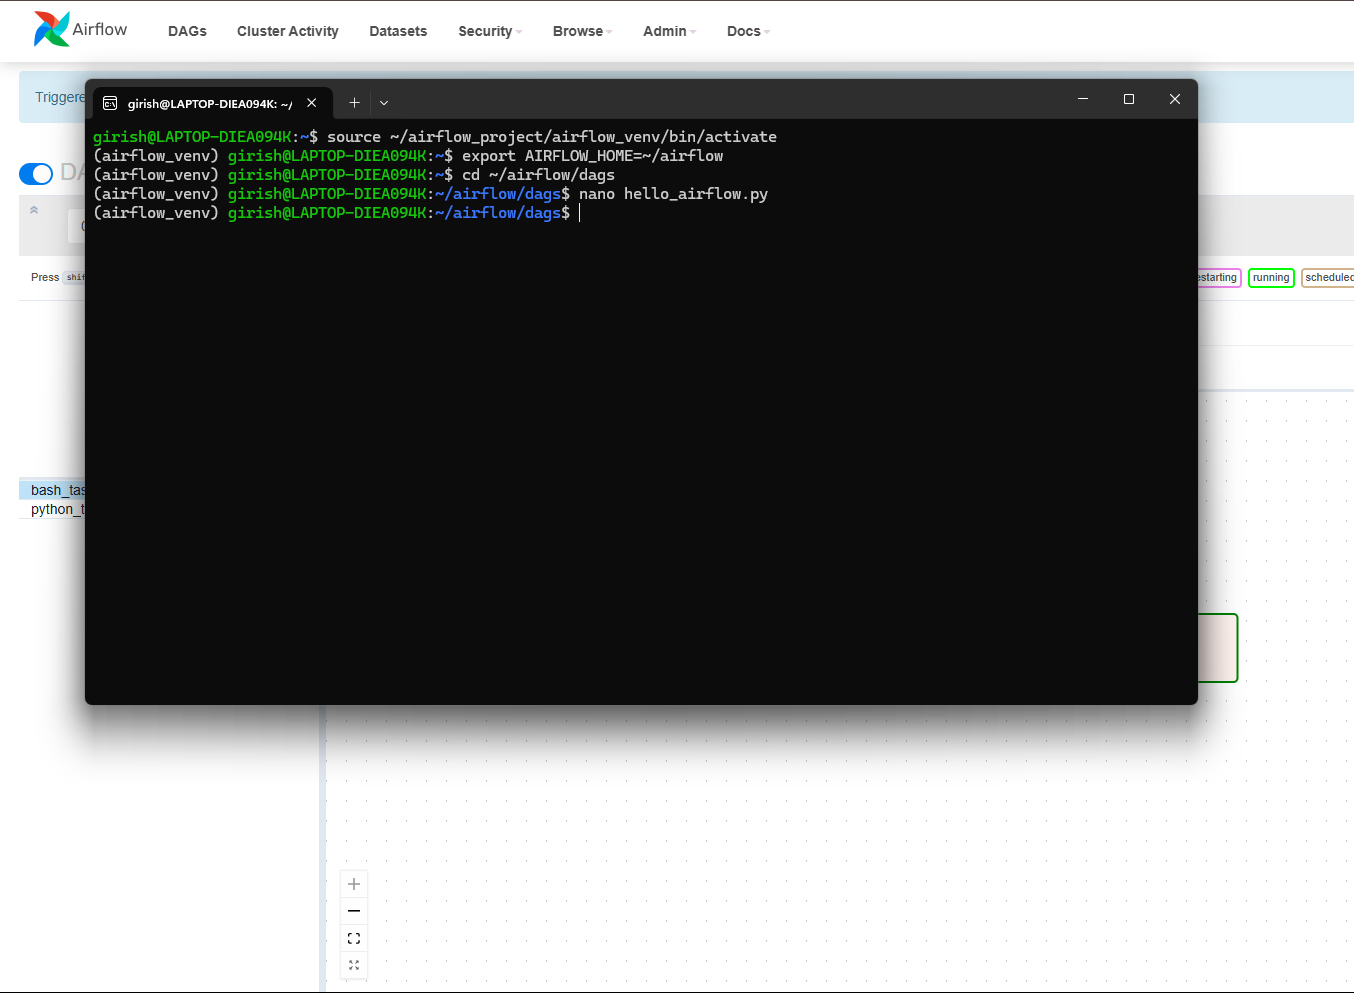 Airflow
DAGs Cluster Activity Datasets Security Browse Admin Docs
girish@LAPTOP-DIEA094K: ~/
girish@LAPTOP-DIEA094K:~$ source ~/airflow_project/airflow_venv/bin/activate
(airflow_venv) girish@LAPTOP-DIEA094K:~$ export AIRFLOW_HOME=~/airflow
(airflow_venv) girish@LAPTOP-DIEA094K:~$ cd ~/airflow/dags
(airflow_venv) girish@LAPTOP-DIEA094K:~/airflow/dags$ nano hello_airflow.py
(airflow_venv) girish@LAPTOP-DIEA094K:~/airflow/dags$
Triggere
DA
Press shif
estarting running scheduled
bash_tas
python_t